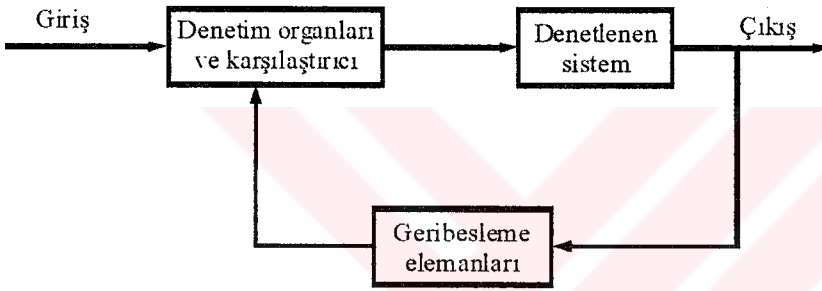 Giriş
Denetim organları
ve karşılaştırıcı
Denetlenen
sistem
Çıkış
Geribesleme
elemanları